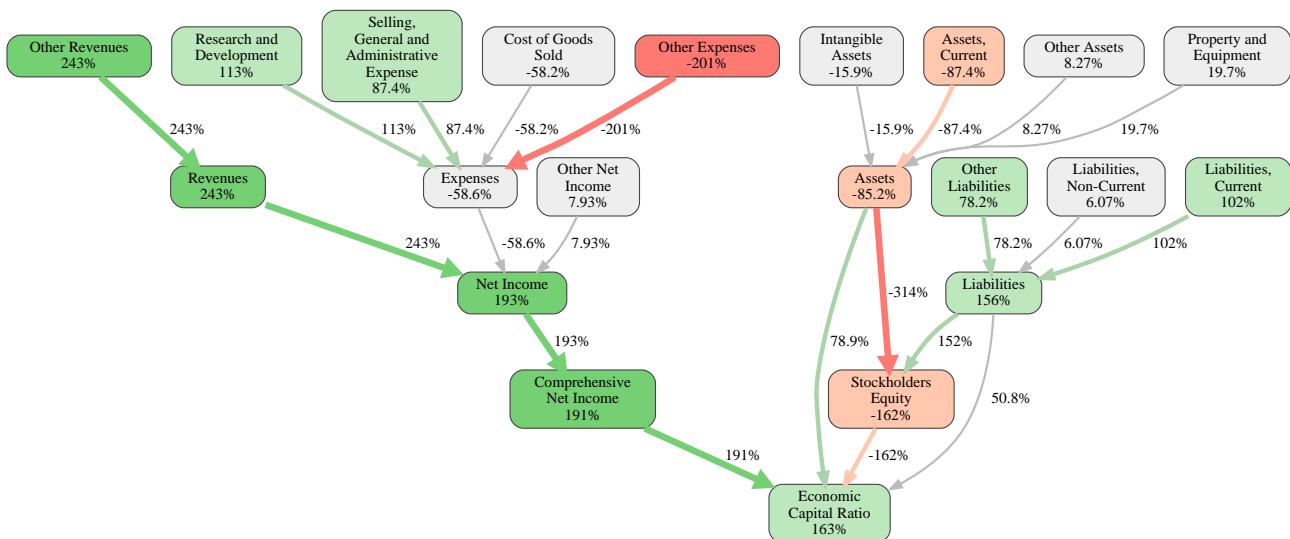 Other Revenues
243%
Research and
Development
113%
Selling,
General and
Administrative
Expense
87.4%
Cost of Goods
Sold
-58.2%
Other Expenses
-201%
Intangible
Assets
-15.9%
Assets,
Current
-87.4%
Other Assets
8.27%
Property and
Equipment
19.7%
243%
113%
87.4%
-58.2%
-201%
-15.9%
-87.4%
8.27%
19.7%
Revenues
243%
Expenses
-58.6%
Other Net
Income
7.93%
Assets
-85.2%
Other
Liabilities
78.2%
Liabilities,
Non-Current
6.07%
Liabilities,
Current
102%
243%
-58.6%
7.93%
78.2%
6.07%
102%
Net Income
193%
-314%
Liabilities
156%
193%
78.9%
152%
Comprehensive
Net Income
191%
Stockholders
Equity
-162%
50.8%
191%
-162%
Economic
Capital Ratio
163%